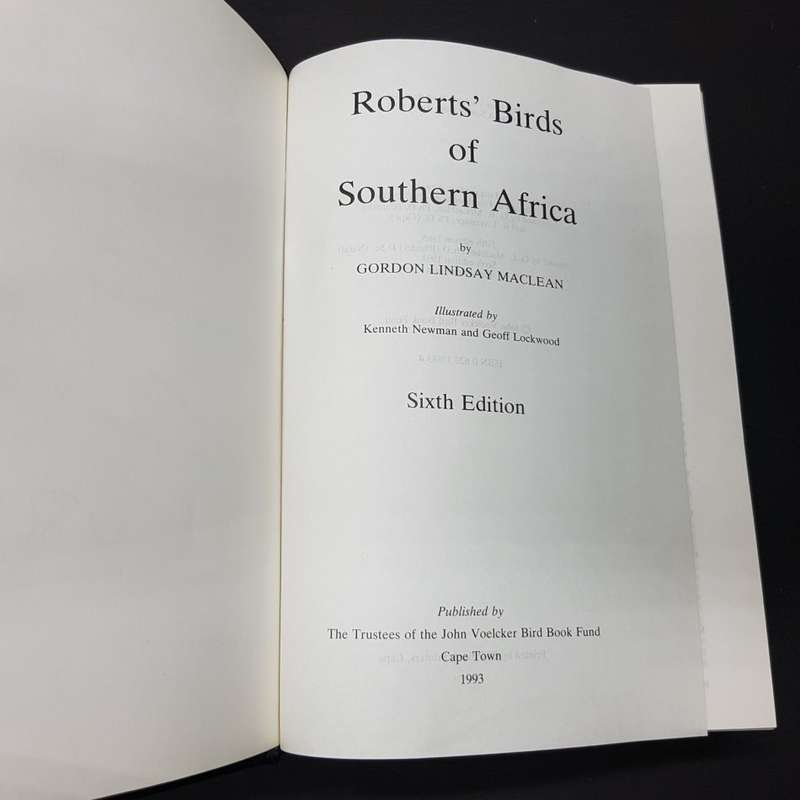 Roberts' Birds
of
Southern Africa
by
GORDON LINDSAY MACLEAN
Illustrated by
Kenneth Newman and Geoff Lockwood
Sixth Edition
Published by
The Trustees of the John Voelcker Bird Book Fund
Cape Town
1993